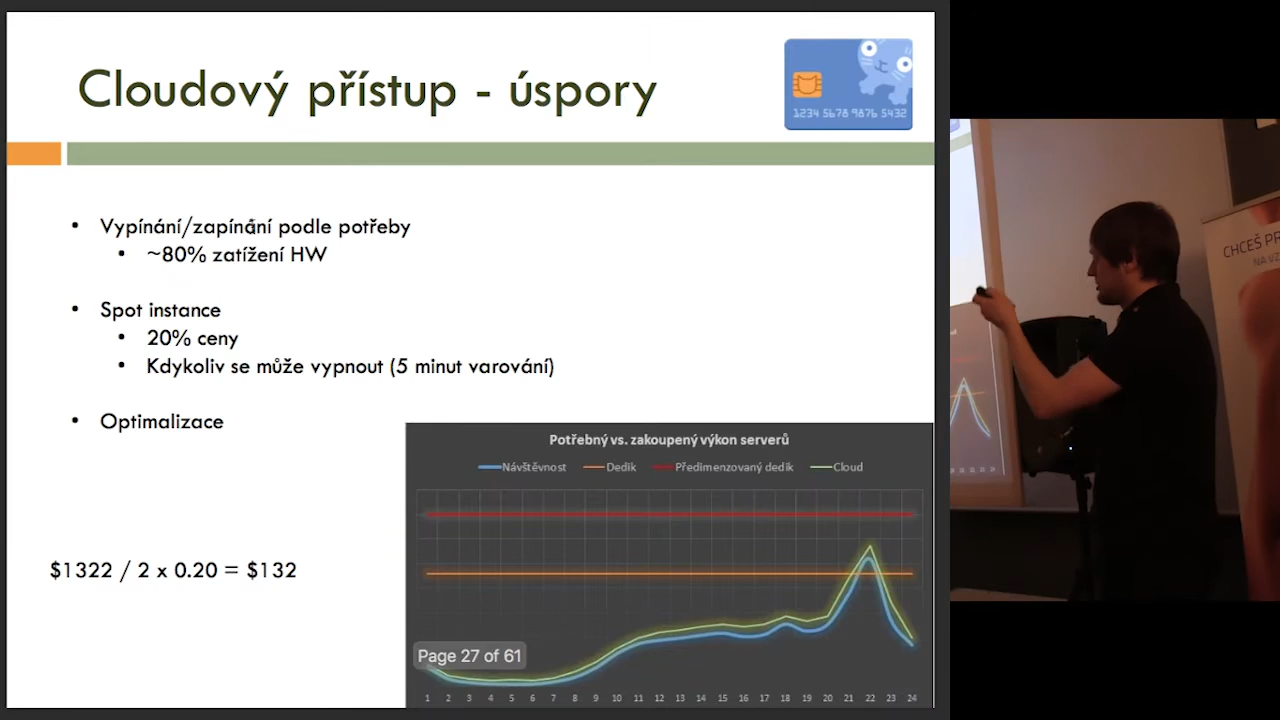 Cloudový přístup - úspory
1234 5678 9876 5432
• Vypínání/zapínání podle potřeby
• ~80% zatížení HW
• Spot instance
• 20% ceny
• Kdykoliv se může vypnout (5 minut varování)
• Optimalizace
$1322 / 2 x 0.20 = $132
Potřebný vs. zakoupený výkon serverů
Návštěvnost Dedik Předimenzovaný dedik Cloud
Page 27 of 61
1 2 3 4 5 6 7 8 9 10 11 12 13 14 15 16 17 18 19 20 21 22 23 24
CHCEŠ